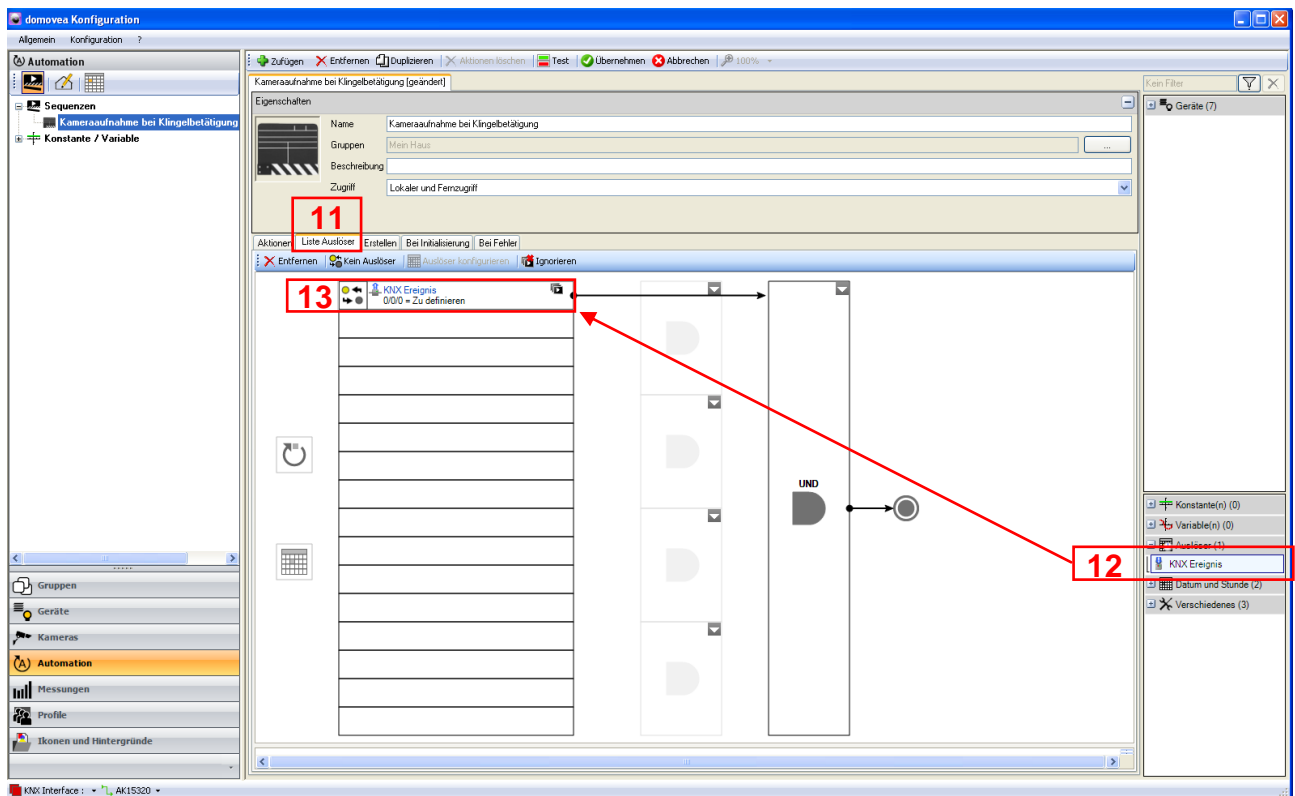 domovea Konfiguration
Allgemein Konfiguration ?
Automation
Sequenzen
Kameraaufnahme bei Klingelbetätigung
Konstante / Variable
Gruppen
Geräte
Kameras
Automation
Messungen
Profile
Ikonen und Hintergründe
Zufügen Entfernen Duplizieren Aktionen löschen Test Übernehmen Abbrechen 100%
Kameraaufnahme bei Klingelbetätigung [geändert]
Eigenschaften
Name Kameraaufnahme bei Klingelbetätigung
Gruppen Mein Haus ...
Beschreibung
Zugriff Lokaler und Fernzugriff
11
Aktionen Liste Auslöser Erstellen Bei Initialisierung Bei Fehler
Entfernen Kein Auslöser Auslöser konfigurieren Ignorieren
13
KNX Ereignis
0/0/0 = Zu definieren
UND
Kein Filter
Geräte (7)
Konstante(n) (0)
Variable(n) (0)
Auslöser (1)
12
KNX Ereignis
Datum und Stunde (2)
Verschiedenes (3)
KNX Interface : AK15320